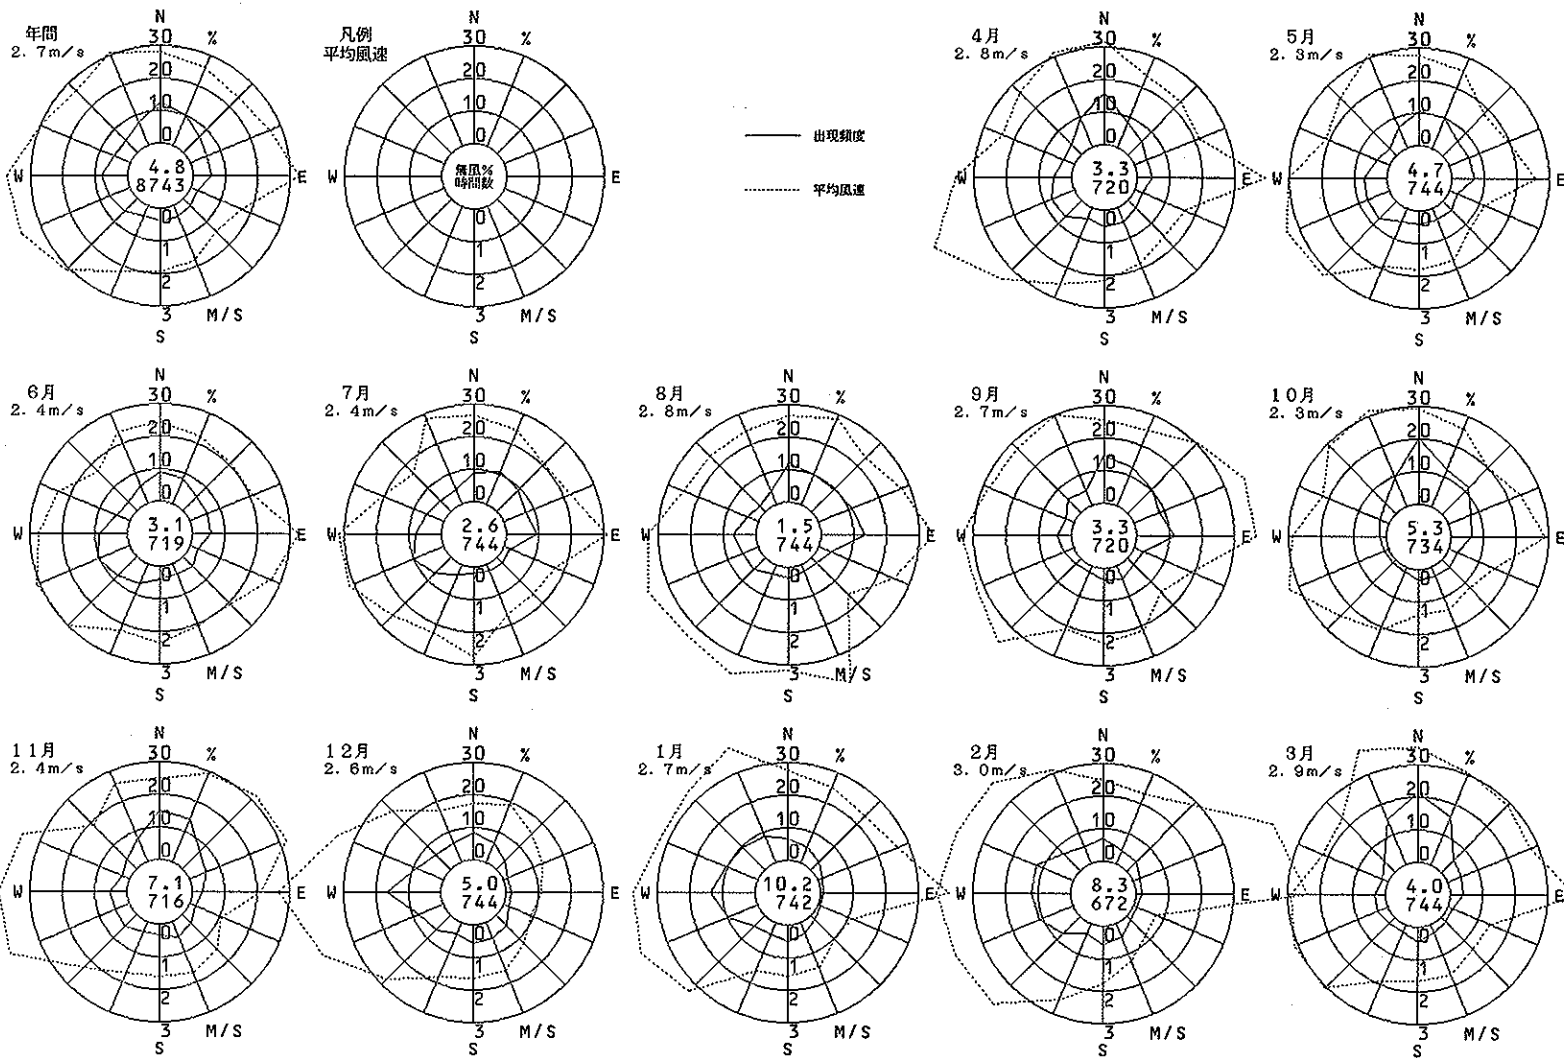 年間
2.7m/s
N
30 %
20
10
0
4.8
8743
W
E
0
1
2
3 M/S
S
凡例
平均風速
N
30 %
20
10
0
無風%
時間数
W
E
0
1
2
3 M/S
S
出現頻度
平均風速
4月
2.8m/s
N
30 %
20
10
0
3.3
720
W
E
0
1
2
3 M/S
S
5月
2.3m/s
N
30 %
20
10
0
4.7
744
W
E
0
1
2
3 M/S
S
6月
2.4m/s
N
30 %
20
10
0
3.1
719
W
E
0
1
2
3 M/S
S
7月
2.4m/s
N
30 %
20
10
0
2.6
744
W
E
0
1
2
3 M/S
S
8月
2.8m/s
N
30 %
20
10
0
1.5
744
W
E
0
1
2
3 M/S
S
9月
2.7m/s
N
30 %
20
10
0
3.3
720
W
E
0
1
2
3 M/S
S
10月
2.3m/s
N
30 %
20
10
0
5.3
734
W
E
0
1
2
3 M/S
S
11月
2.4m/s
N
30 %
20
10
0
7.1
716
W
E
0
1
2
3 M/S
S
12月
2.6m/s
N
30 %
20
10
0
5.0
744
W
E
0
1
2
3 M/S
S
1月
2.7m/s
N
30 %
20
10
0
10.2
742
W
E
0
1
2
3 M/S
S
2月
3.0m/s
N
30 %
20
10
0
8.3
672
W
E
0
1
2
3 M/S
S
3月
2.9m/s
N
30 %
20
10
0
4.0
744
W
E
0
1
2
3 M/S
S